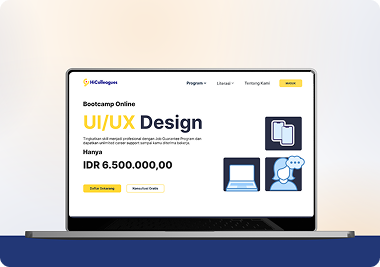 HiColleagues
Program
Literasi
Tentang Kami
MASUK
Bootcamp Online
UI/UX Design
Tingkatkan skill menjadi profesional dengan Job Guarantee Program dan
dapatkan unlimited career support sampai kamu diterima bekerja.
Hanya
IDR 6.500.000,00
Daftar Sekarang
Konsultasi Gratis